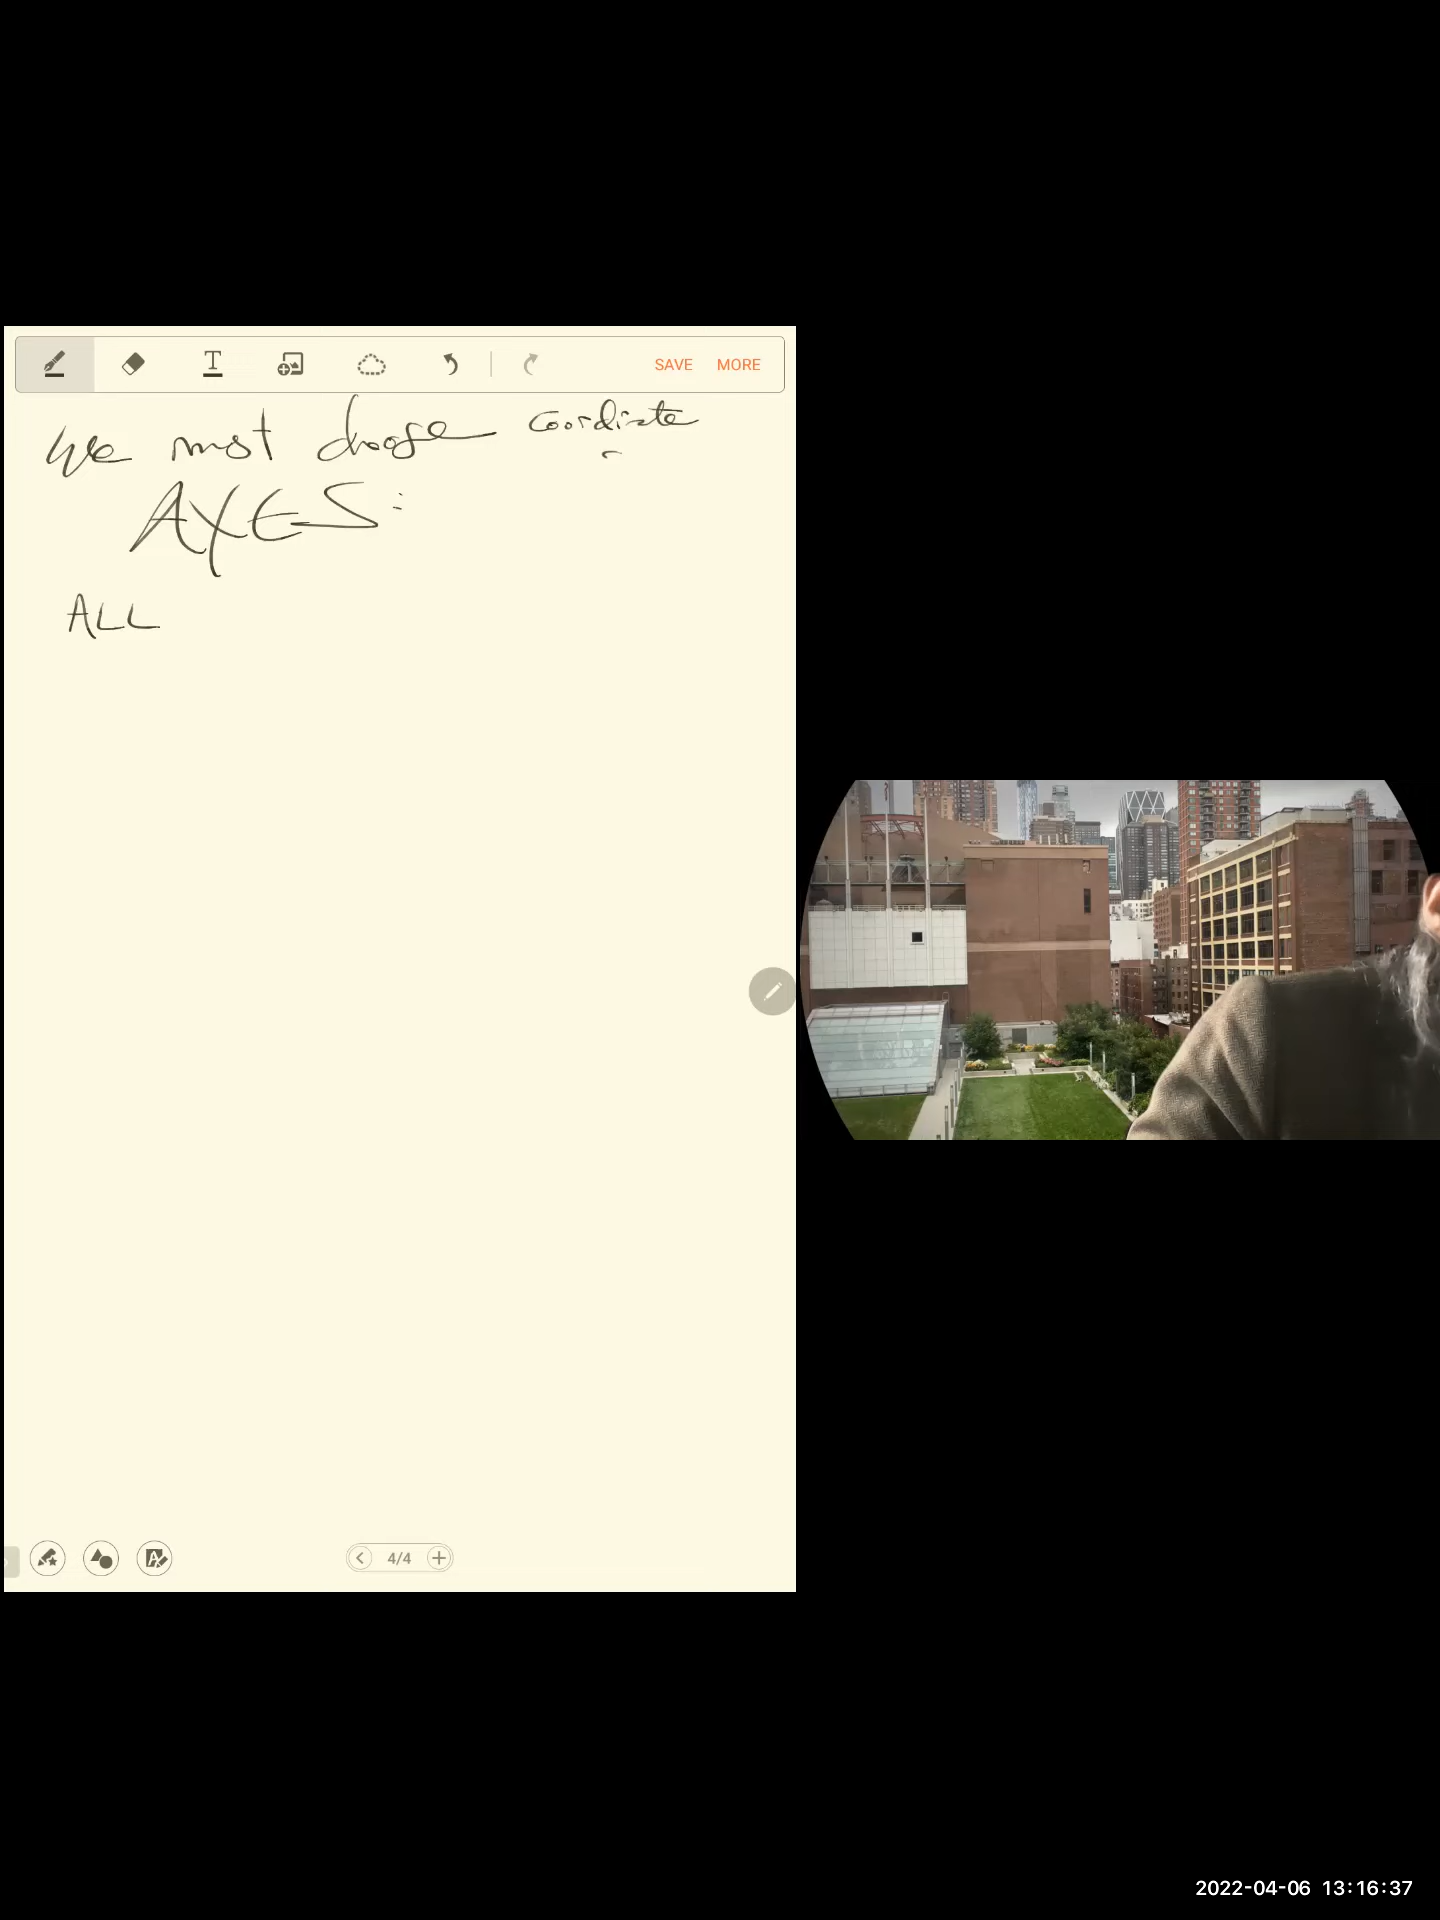 T SAVE MORE
We must choose coordinate
AXES:
ALL
A
4/4
2022-04-06 13:16:37